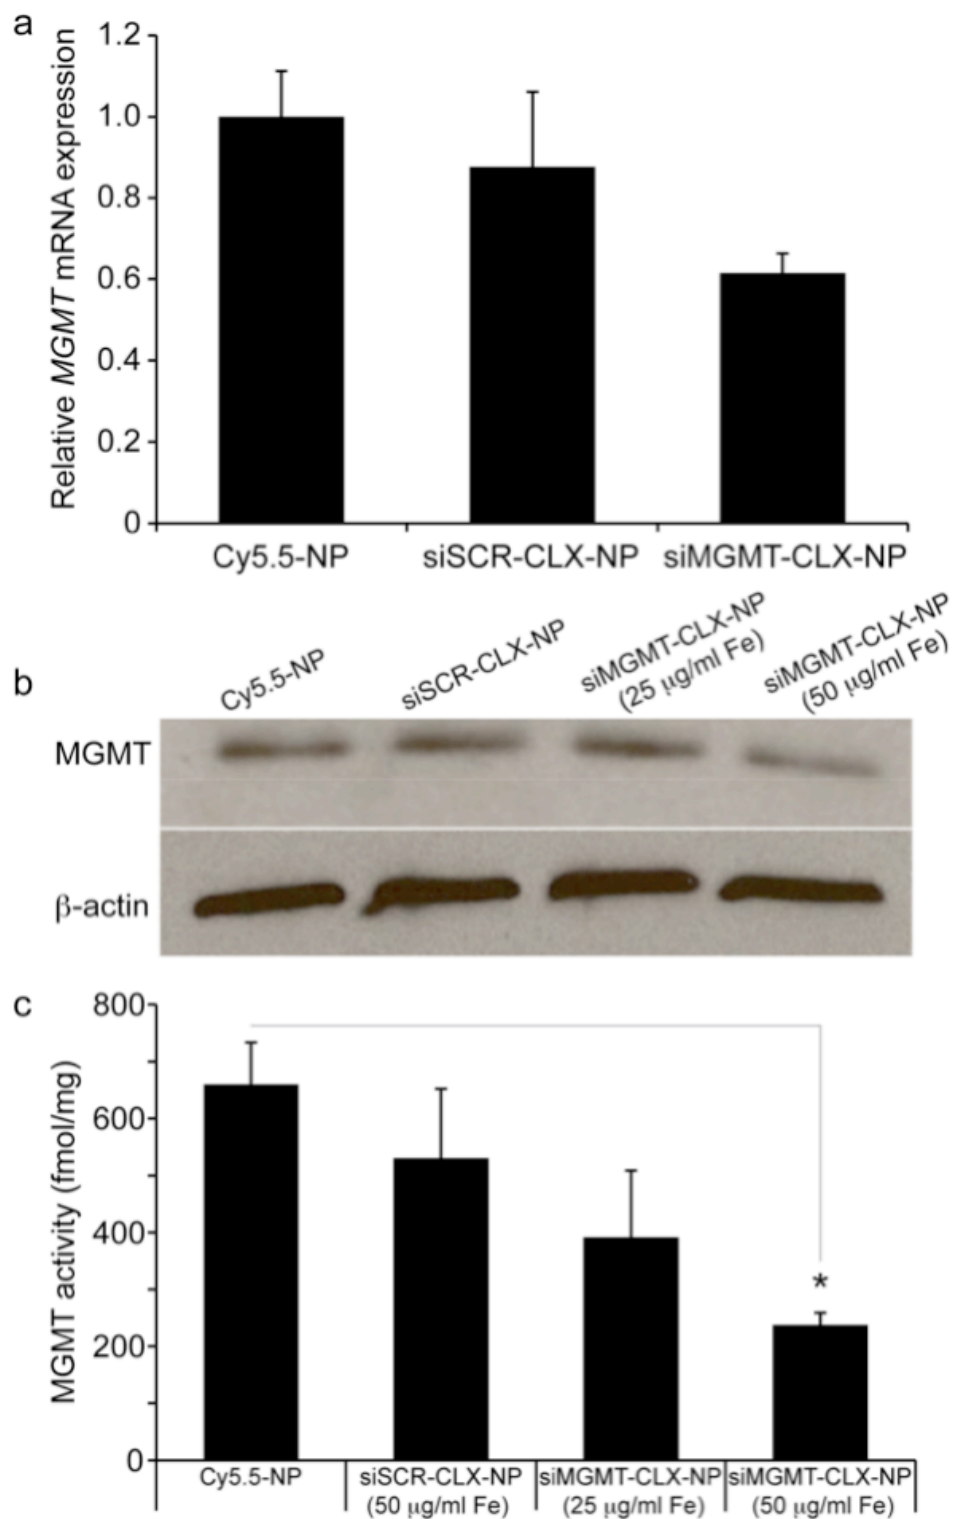 a
Relative MGMT mRNA expression
1.2
1.0
0.8
0.6
0.4
0.2
0
Cy5.5-NP
siSCR-CLX-NP
siMGMT-CLX-NP
b
Cy5.5-NP
siSCR-CLX-NP
siMGMT-CLX-NP
(25 μg/ml Fe)
siMGMT-CLX-NP
(50 μg/ml Fe)
MGMT
β-actin
c
MGMT activity (fmol/mg)
800
600
400
200
0
*
Cy5.5-NP
siSCR-CLX-NP
(50 μg/ml Fe)
siMGMT-CLX-NP
(25 μg/ml Fe)
siMGMT-CLX-NP
(50 μg/ml Fe)